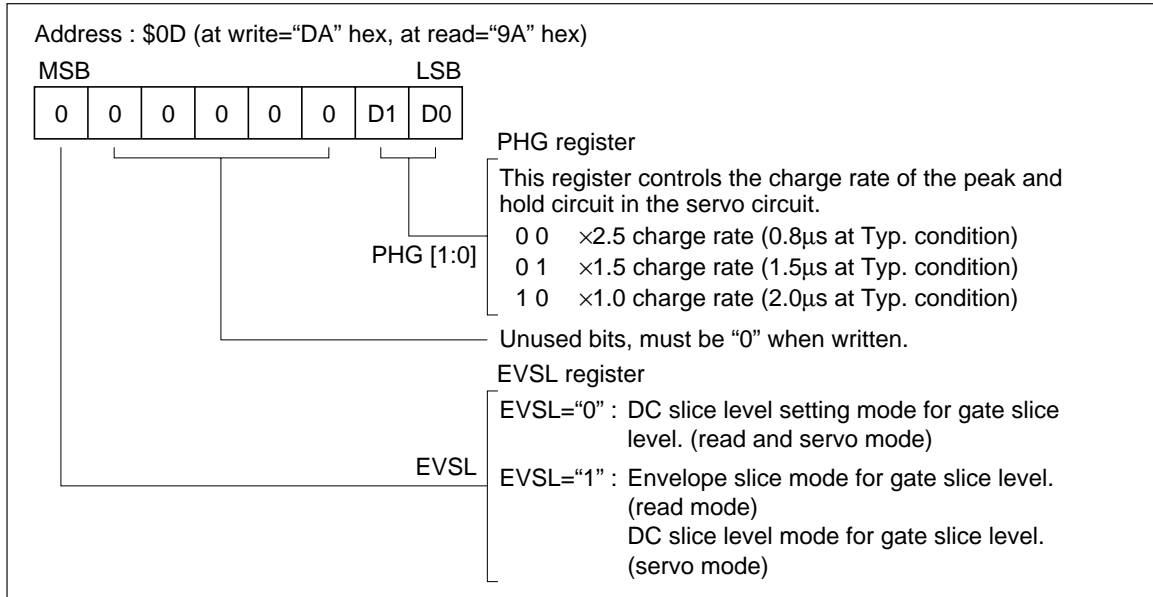 Address : $0D (at write=“DA” hex, at read=“9A” hex)
MSB LSB
0 0 0 0 0 0 D1 D0
PHG register
This register controls the charge rate of the peak and
hold circuit in the servo circuit.
0 0 ×2.5 charge rate (0.8μs at Typ. condition)
PHG [1:0]
0 1 ×1.5 charge rate (1.5μs at Typ. condition)
1 0 ×1.0 charge rate (2.0μs at Typ. condition)
Unused bits, must be “0” when written.
EVSL register
EVSL=“0” : DC slice level setting mode for gate slice
level. (read and servo mode)
EVSL
EVSL=“1” : Envelope slice mode for gate slice level.
(read mode)
DC slice level mode for gate slice level.
(servo mode)